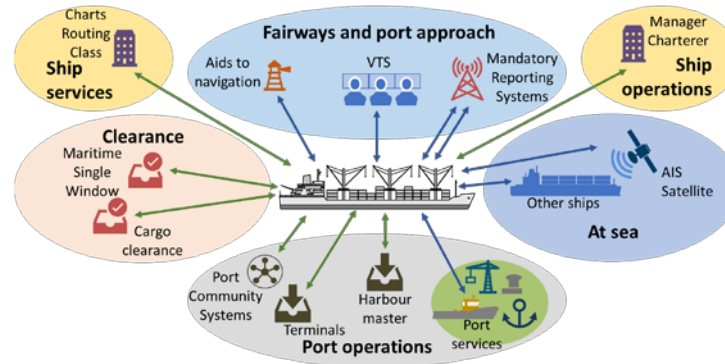 Charts
Routing
Class
Ship
services
Fairways and port approach
Aids to
navigation
VTS
Mandatory
Reporting
Systems
Manager
Charterer
Ship
operations
Clearance
Maritime
Single
Window
Cargo
clearance
AIS
Satellite
Other ships
At sea
Port
Community
Systems
Terminals
Harbour
master
Port
services
Port operations